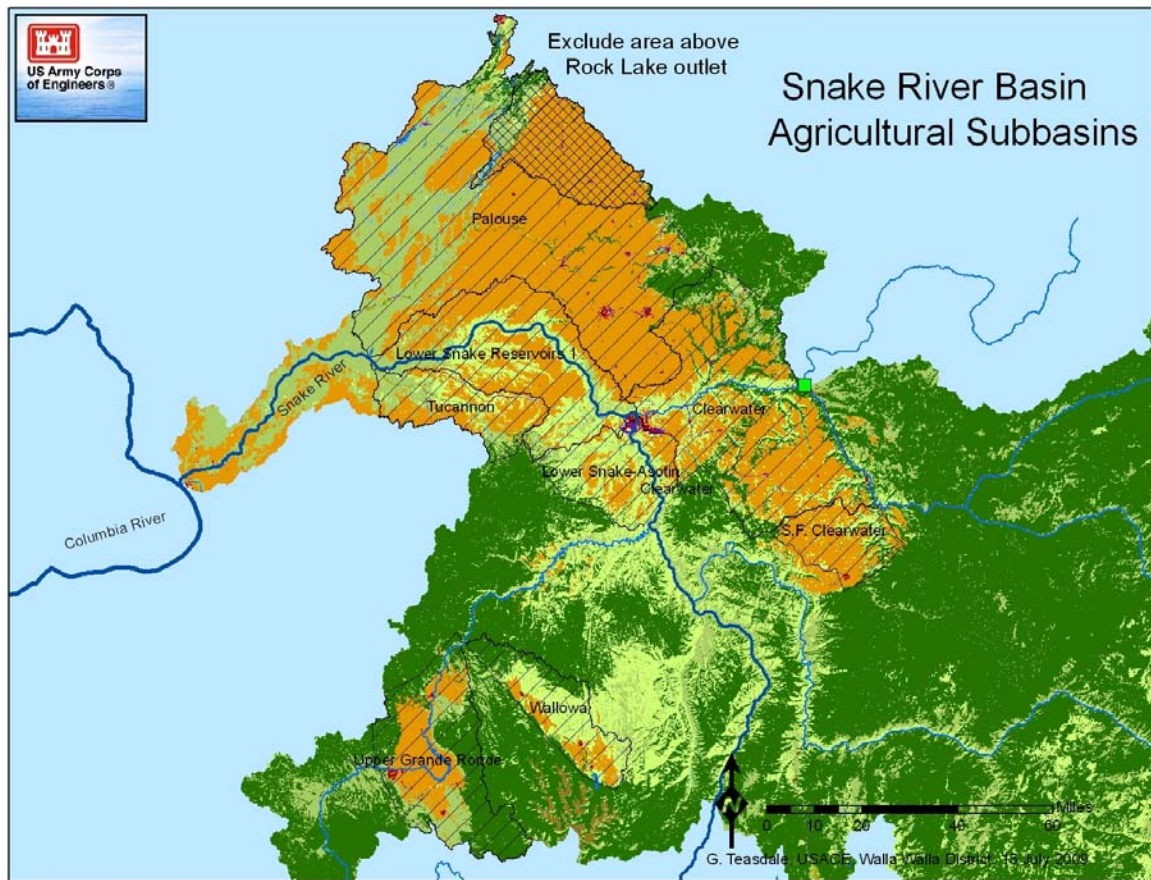 US Army Corps
of Engineers®
Exclude area above
Rock Lake outlet
Snake River Basin
Agricultural Subbasins
Palouse
Lower Snake Reservoirs 1
Snake River
Tucannon
Clearwater
Lower Snake-Asotin
Clearwater
Columbia River
S.F. Clearwater
Wallowa
Upper Grande Ronde
N
Miles
0 10 20 40 60
G. Teasdale, USACE, Walla Walla District, 15 July 2009